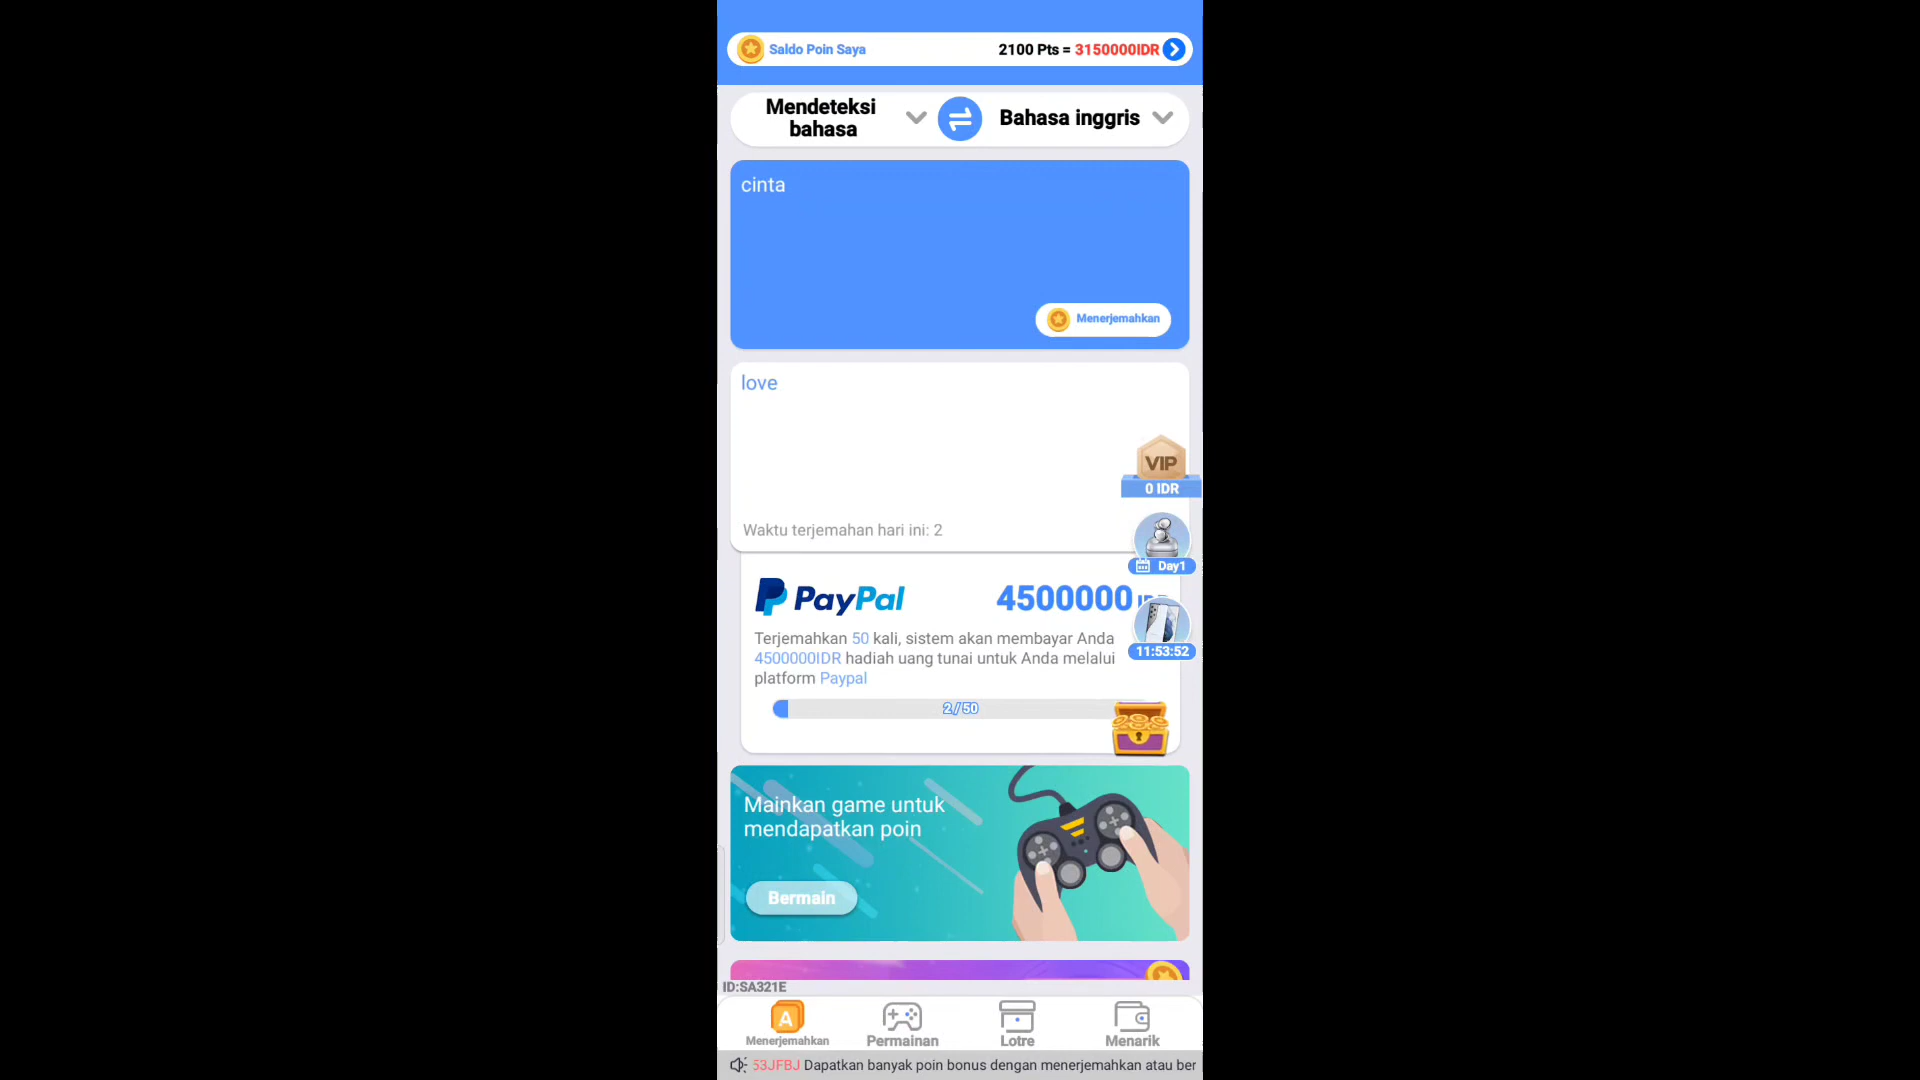 Saldo Poin Saya
2100 Pts = 3150000IDR
Mendeteksi
bahasa
Bahasa inggris
cinta
Menerjemahkan
love
VIP
0 IDR
Waktu terjemahan hari ini: 2
Day1
PayPal
4500000
Terjemahkan 50 kali, sistem akan membayar Anda
4500000IDR hadiah uang tunai untuk Anda melalui
platform Paypal
11:53:52
2/50
Mainkan game untuk
mendapatkan poin
Bermain
ID:SA321E
A
Menerjemahkan
Permainan
Lotre
Menarik
53JFBJ Dapatkan banyak poin bonus dengan menerjemahkan atau ber